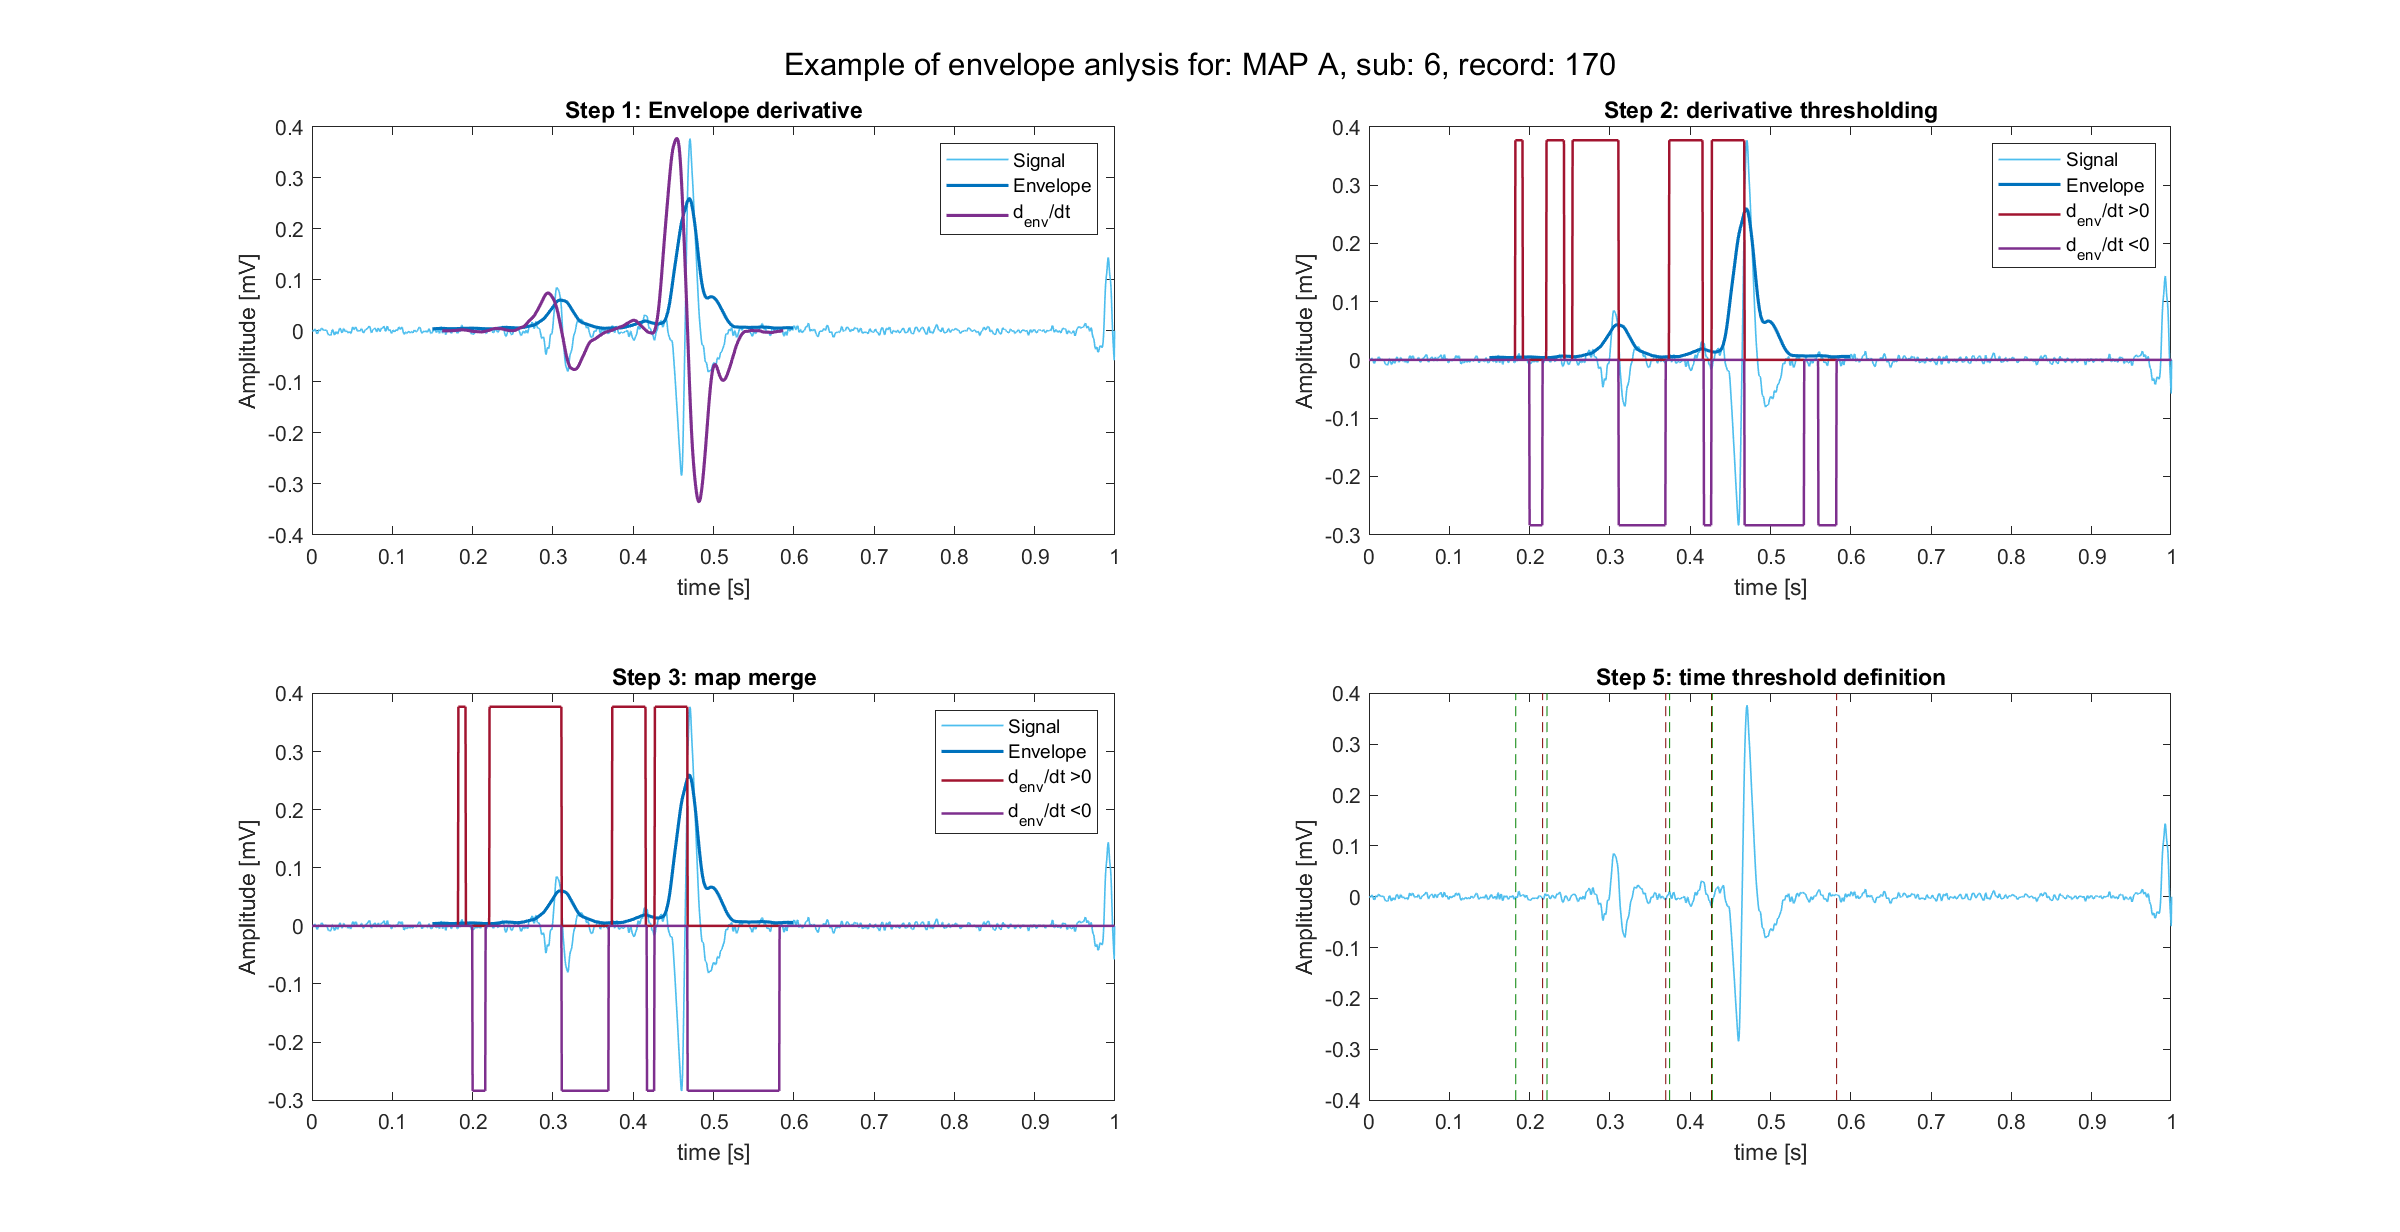 Example of envelope anlysis for: MAP A, sub: 6, record: 170
Step 1: Envelope derivative
0.4
0.3
0.2
0.1
0
-0.1
-0.2
-0.3
-0.4
Amplitude [mV]
0 0.1 0.2 0.3 0.4 0.5 0.6 0.7 0.8 0.9 1
time [s]
Signal
Envelope
denv/dt
Step 2: derivative thresholding
0.4
0.3
0.2
0.1
0
-0.1
-0.2
-0.3
Amplitude [mV]
0 0.1 0.2 0.3 0.4 0.5 0.6 0.7 0.8 0.9 1
time [s]
Signal
Envelope
denv/dt >0
denv/dt <0
Step 3: map merge
0.4
0.3
0.2
0.1
0
-0.1
-0.2
-0.3
Amplitude [mV]
0 0.1 0.2 0.3 0.4 0.5 0.6 0.7 0.8 0.9 1
time [s]
Signal
Envelope
denv/dt >0
denv/dt <0
Step 5: time threshold definition
0.4
0.3
0.2
0.1
0
-0.1
-0.2
-0.3
-0.4
Amplitude [mV]
0 0.1 0.2 0.3 0.4 0.5 0.6 0.7 0.8 0.9 1
time [s]